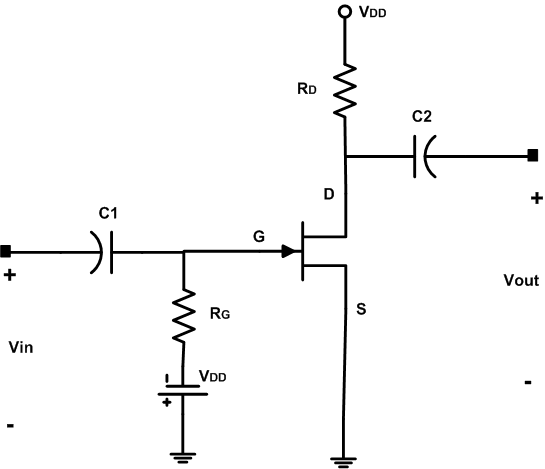 VDD
RD
C2
D
+
C1
G
+
Vout
RG
S
Vin
VDD
-
+
-
-